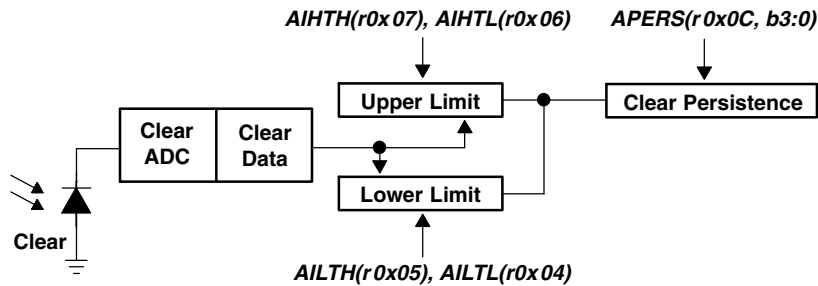 AIHTH(r0x07), AIHTL(r0x06)
APERS(r0x0C, b3:0)
Upper Limit
Clear Persistence
Clear ADC
Clear Data
Lower Limit
Clear
AILTH(r0x05), AILTL(r0x04)